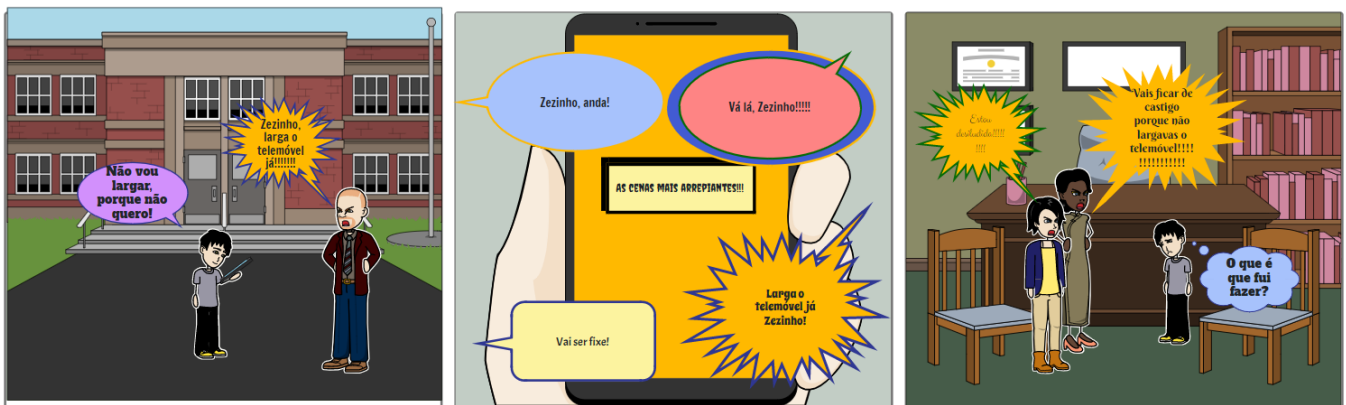 Zezinho,
larga o
telemóvel
já!!!!!!!
Não vou
largar,
porque não
quero!
Zezinho, anda!
Vá lá, Zezinho!!!!!
AS CENAS MAIS ARREPIANTES!!!
Larga o
telemóvel já
Zezinho!
Vai ser fixe!
Estou
desiludido!!!!!
!!!!
Vais ficar de
castigo
porque não
largavas o
telemóvel!!!!
!!!!!!!!!!!
O que é
que fui
fazer?